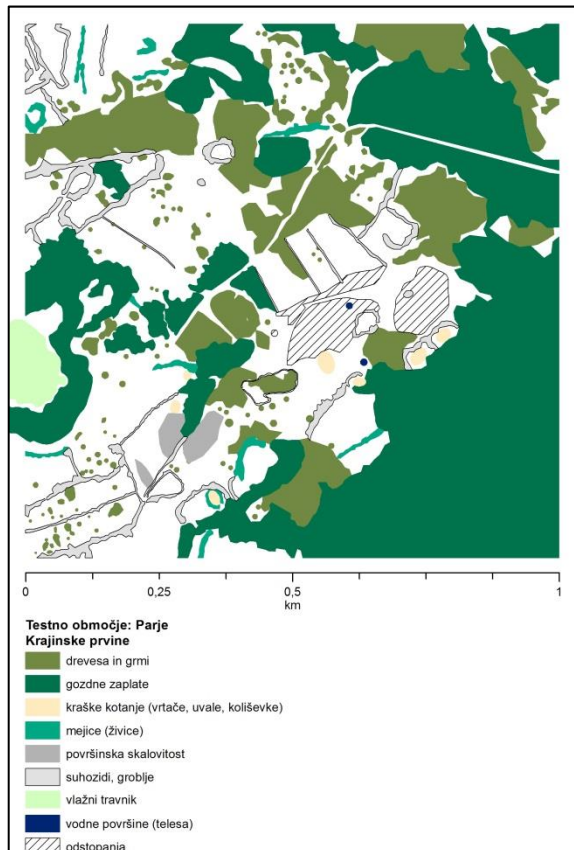 0 0,25 0,5 1
km
Testno območje: Parje
Krajinske prvine
drevesa in grmi
gozdne zaplate
kraške kotanje (vrtače, uvale, koliševke)
mejice (živice)
površinska skalovitost
suhozidi, groblje
vlažni travnik
vodne površine (telesa)
odstopanja